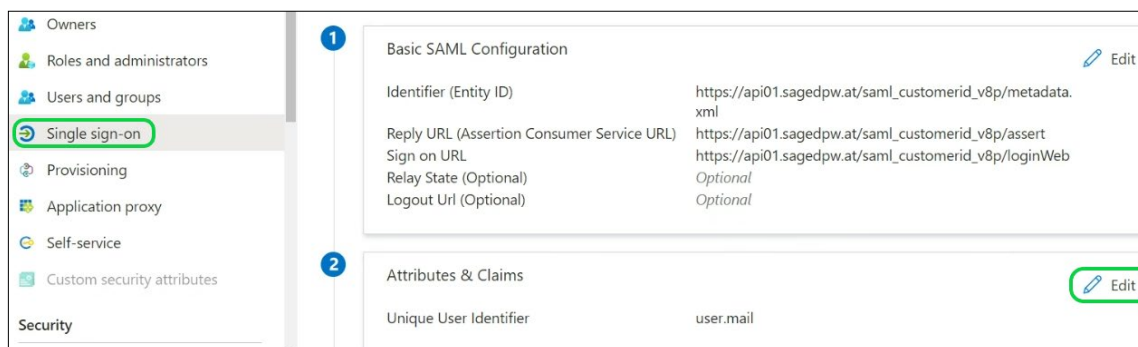 Owners
Roles and administrators
Users and groups
Single sign-on
Provisioning
Application proxy
Self-service
Custom security attributes
Security
1
Basic SAML Configuration
Edit
Identifier (Entity ID) https://api01.sagedpw.at/saml_customerid_v8p/metadata.
xml
Reply URL (Assertion Consumer Service URL) https://api01.sagedpw.at/saml_customerid_v8p/assert
Sign on URL https://api01.sagedpw.at/saml_customerid_v8p/loginWeb
Relay State (Optional) Optional
Logout Url (Optional) Optional
2
Attributes & Claims
Edit
Unique User Identifier user.mail